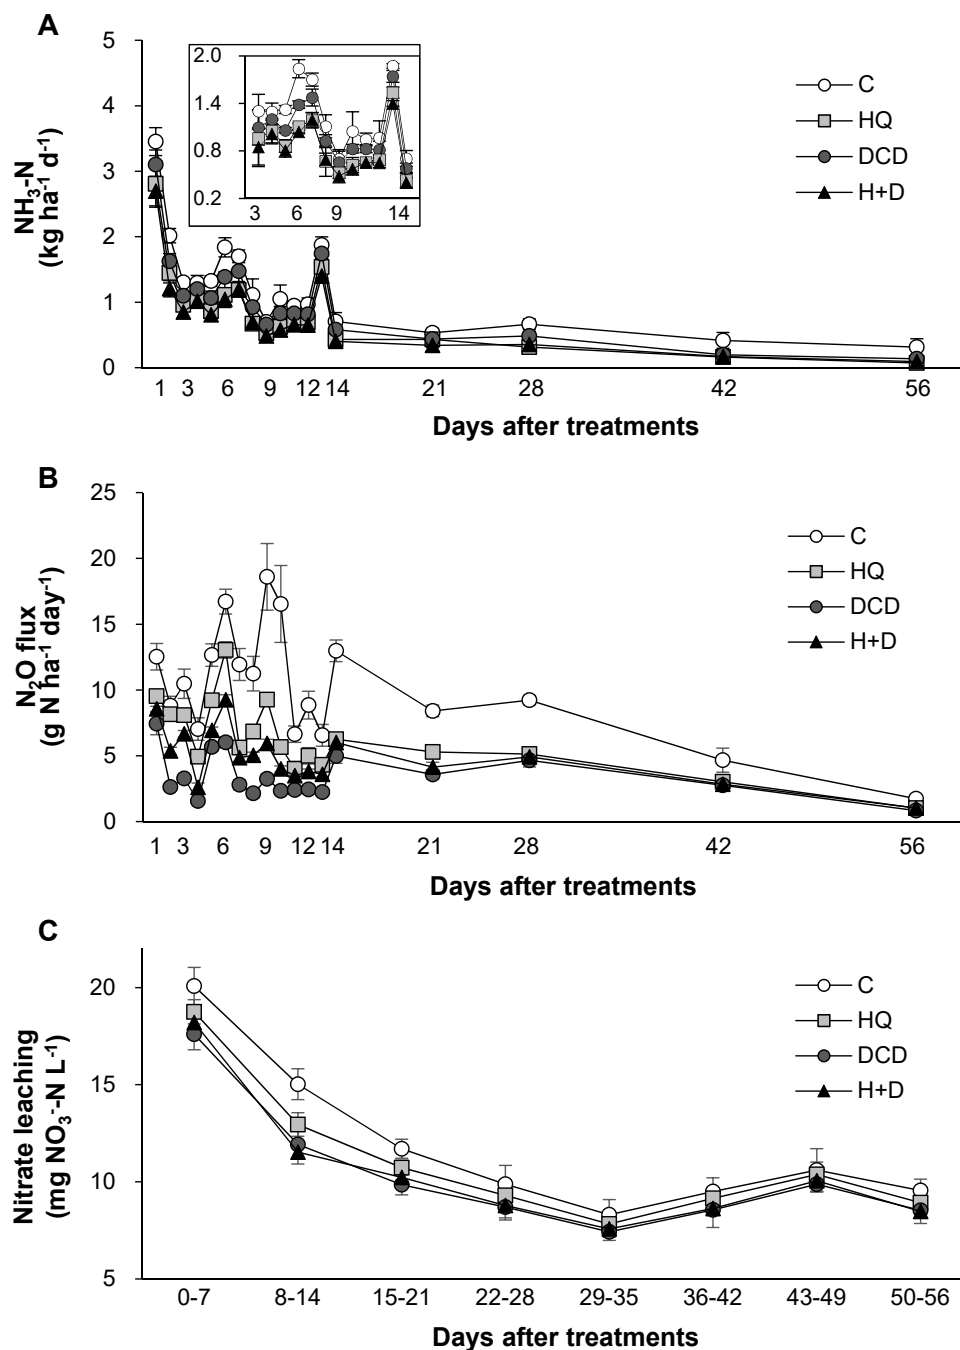 A
5
4
3
2
1
0
NH₃-N
(kg ha⁻¹ d⁻¹)
2.0
1.4
0.8
0.2
3 6 9 14
C
HQ
DCD
H+D
1 3 6 9 12 14 21 28 42 56
Days after treatments
B
25
20
15
10
5
0
N₂O flux
(g N ha⁻¹ day⁻¹)
C
HQ
DCD
H+D
1 3 6 9 12 14 21 28 42 56
Days after treatments
C
20
15
10
5
Nitrate leaching
(mg NO₃⁻-N L⁻¹)
C
HQ
DCD
H+D
0-7 8-14 15-21 22-28 29-35 36-42 43-49 50-56
Days after treatments